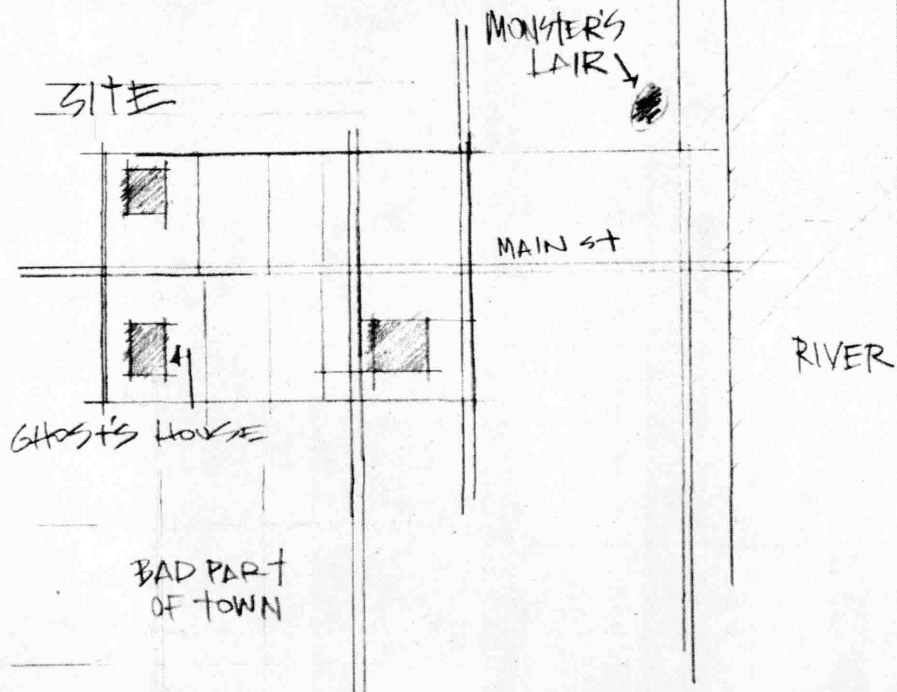 MONSTER'S
LAIR
SITE
MAIN ST
RIVER
GHOST'S HOUSE
BAD PART
OF TOWN